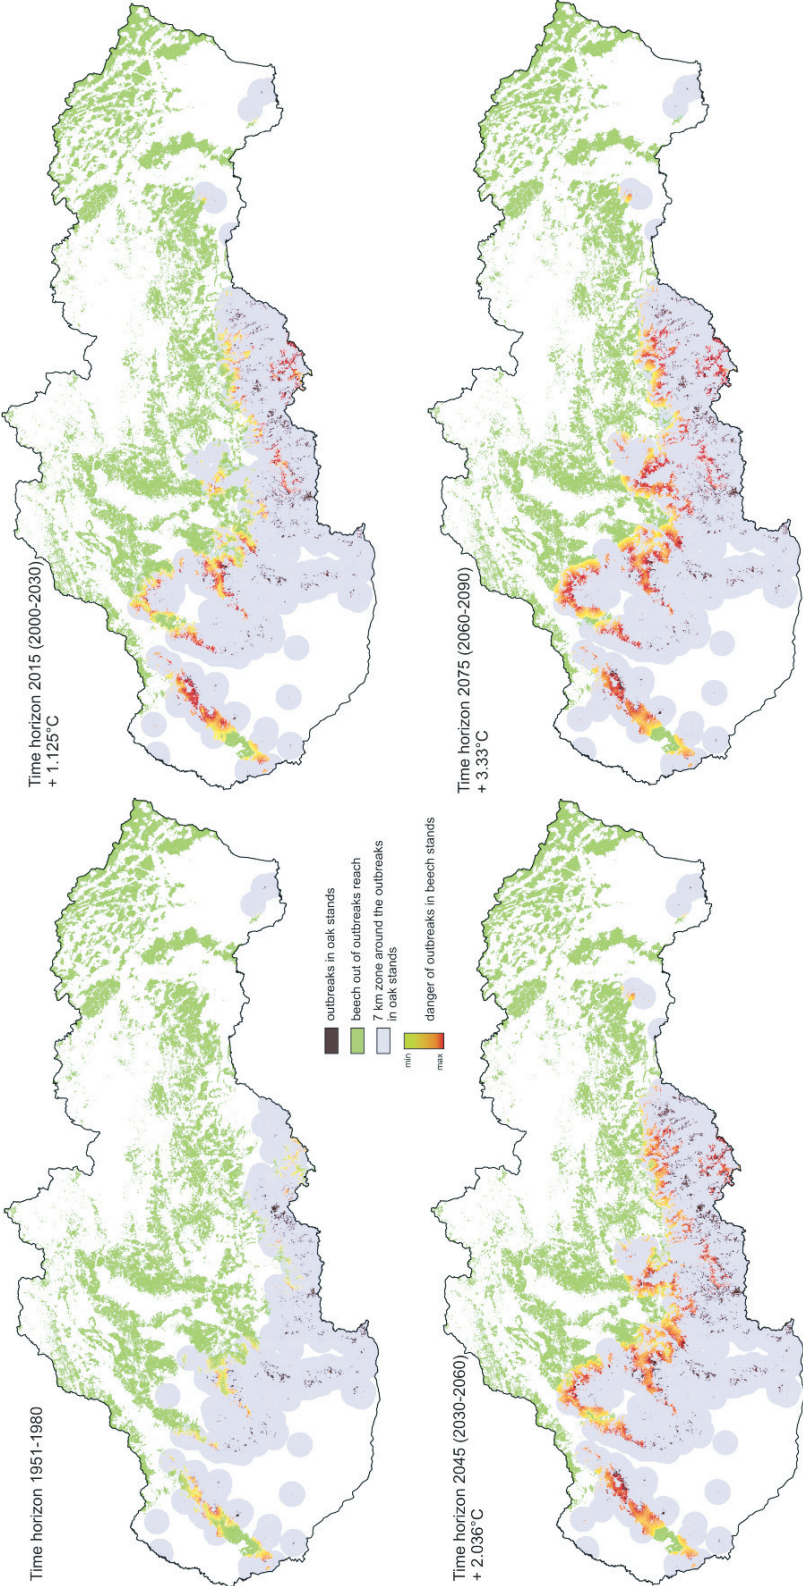 Time horizon 1951-1980
Time horizon 2015 (2000-2030)
+ 1.125°C
outbreaks in oak stands
beech out of outbreaks reach
7 km zone around the outbreaks
in oak stands
min
max
danger of outbreaks in beech stands
Time horizon 2045 (2030-2060)
+ 2.036°C
Time horizon 2075 (2060-2090)
+ 3.33°C